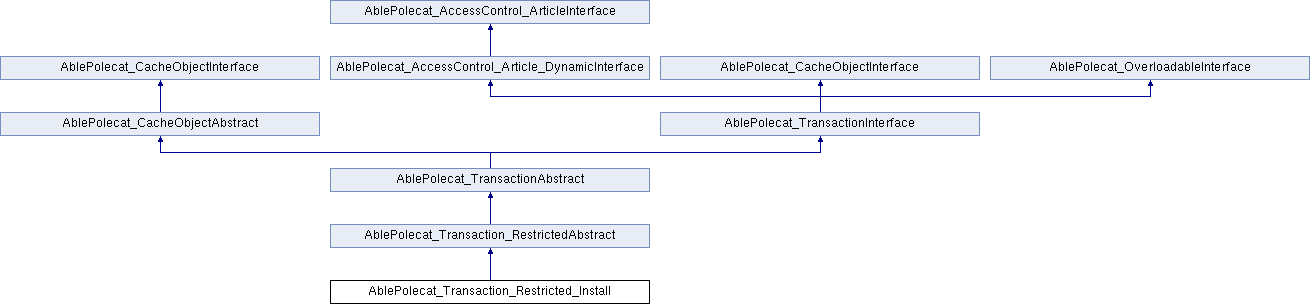 AblePolecat_AccessControl_ArticleInterface
AblePolecat_CacheObjectInterface
AblePolecat_AccessControl_Article_DynamicInterface
AblePolecat_CacheObjectInterface
AblePolecat_OverloadableInterface
AblePolecat_CacheObjectAbstract
AblePolecat_TransactionInterface
AblePolecat_TransactionAbstract
AblePolecat_Transaction_RestrictedAbstract
AblePolecat_Transaction_Restricted_Install